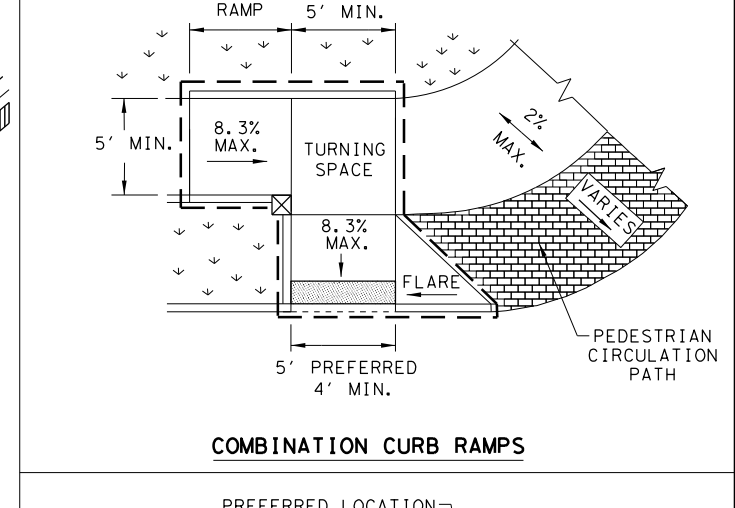 RAMP
5' MIN.
5' MIN.
8.3%
MAX.
TURNING
SPACE
2%
MAX.
VARIES
8.3%
MAX.
FLARE
PEDESTRIAN
CIRCULATION
PATH
5' PREFERRED
4' MIN.
COMBINATION CURB RAMPS
PREFERRED LOCATION